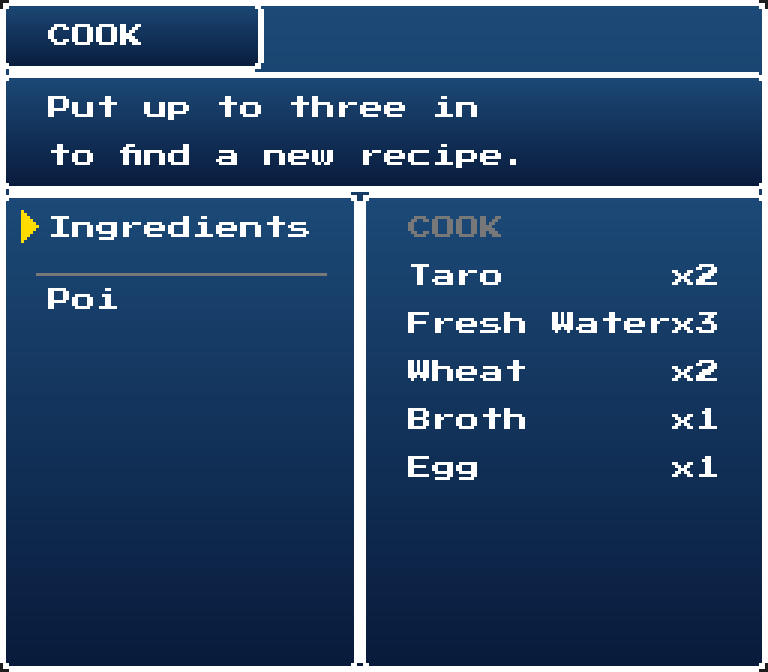 COOK
Put up to three in
to find a new recipe.
Ingredients
Poi
COOK
Taro x2
Fresh Waterx3
Wheat x2
Broth x1
Egg x1